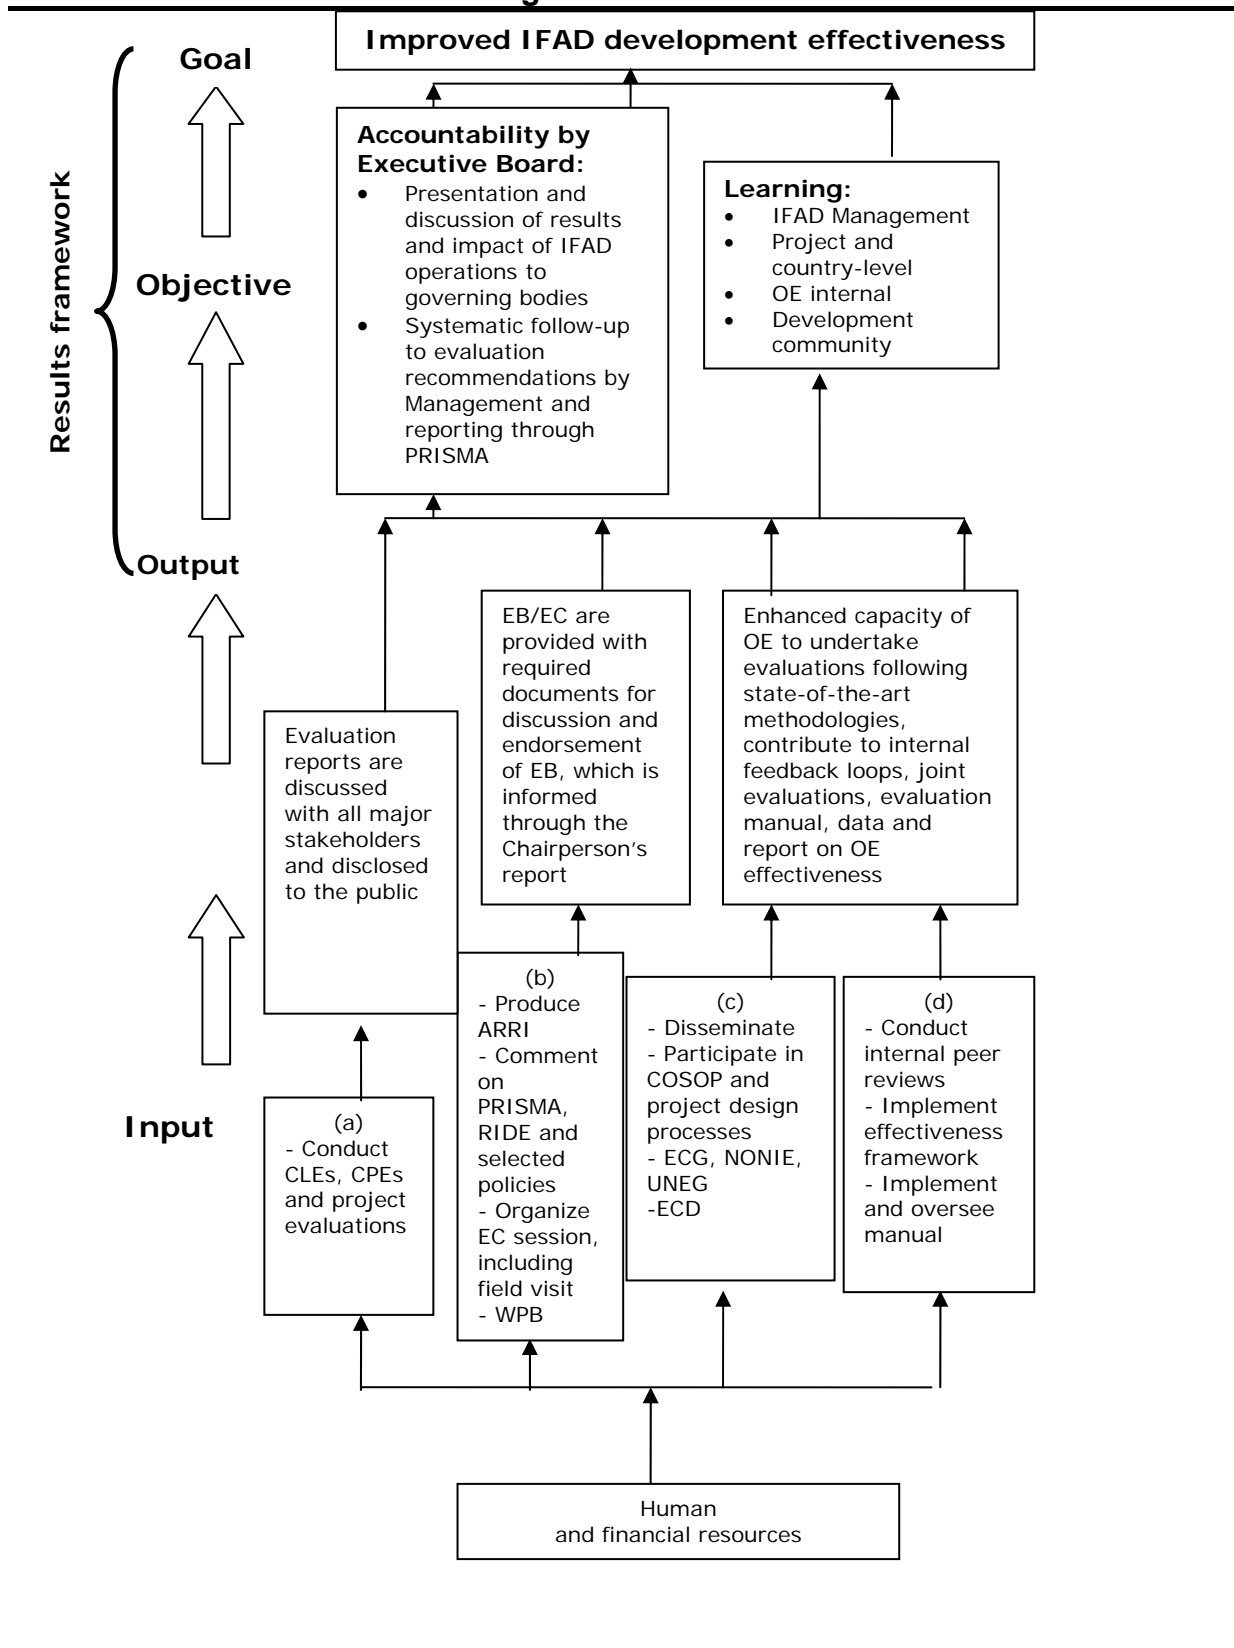 Improved IFAD development effectiveness
Goal
Accountability by
Executive Board:
• Presentation and
discussion of results
and impact of IFAD
operations to
governing bodies
• Systematic follow-up
to evaluation
recommendations by
Management and
reporting through
PRISMA
Learning:
• IFAD Management
• Project and
country-level
• OE internal
• Development
community
Results framework
Objective
Output
Evaluation
reports are
discussed
with all major
stakeholders
and disclosed
to the public
EB/EC are
provided with
required
documents for
discussion and
endorsement
of EB, which is
informed
through the
Chairperson’s
report
Enhanced capacity of
OE to undertake
evaluations following
state-of-the-art
methodologies,
contribute to internal
feedback loops, joint
evaluations, evaluation
manual, data and
report on OE
effectiveness
Input
(a)
- Conduct
CLEs, CPEs
and project
evaluations
(b)
- Produce
ARRI
- Comment
on
PRISMA,
RIDE and
selected
policies
- Organize
EC session,
including
field visit
- WPB
(c)
- Disseminate
- Participate in
COSOP and
project design
processes
- ECG, NONIE,
UNEG
-ECD
(d)
- Conduct
internal peer
reviews
- Implement
effectiveness
framework
- Implement
and oversee
manual
Human
and financial resources